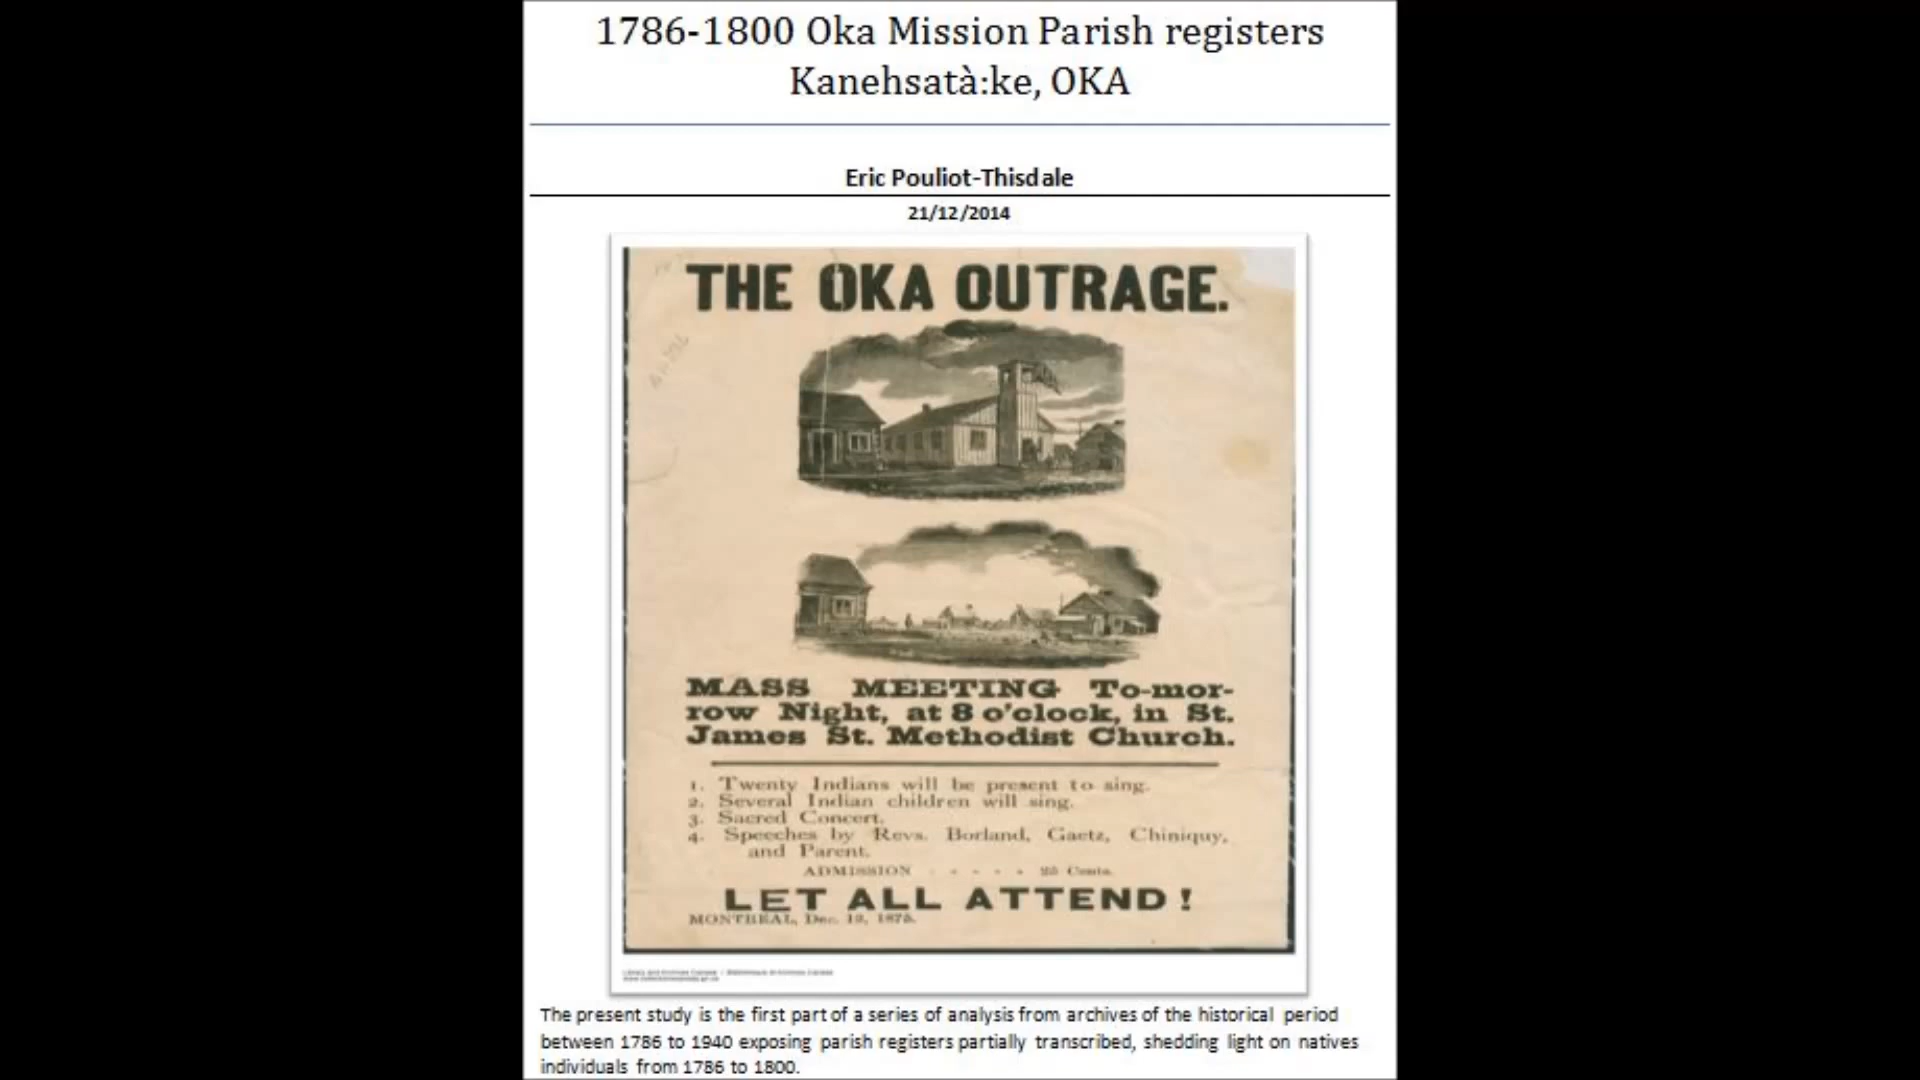 1786-1800 Oka Mission Parish registers
Kanehsatà:ke, OKA
Eric Pouliot-Thisdale
21/12/2014
THE OKA OUTRAGE.
MASS MEETING To-mor-
row Night, at 8 o'clock, in St.
James St. Methodist Church.
1. Twenty Indians will be present to sing.
2. Several Indian children will sing.
3. Sacred Concert.
4. Speeches by Revs. Borland, Gaetz, Chiniquy,
and Parent.
ADMISSION - - - - - 25 Cents.
LET ALL ATTEND!
MONTREAL, Dec.
The present study is the first part of a series of analysis from archives of the historical period
between 1786 to 1940 exposing parish registers partially transcribed, shedding light on natives
individuals from 1786 to 1800.